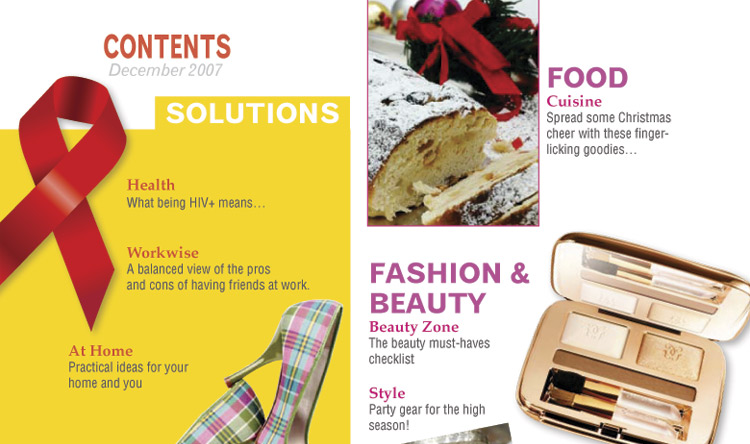 CONTENTS
December 2007
SOLUTIONS
Health
What being HIV+ means…
Workwise
A balanced view of the pros
and cons of having friends at work.
At Home
Practical ideas for your
home and you
FOOD
Cuisine
Spread some Christmas
cheer with these finger-
licking goodies…
FASHION &
BEAUTY
Beauty Zone
The beauty must-haves
checklist
Style
Party gear for the high
season!